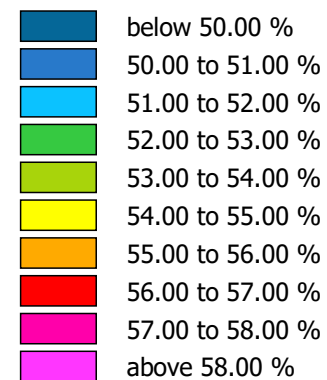 below 50.00 %
50.00 to 51.00 %
51.00 to 52.00 %
52.00 to 53.00 %
53.00 to 54.00 %
54.00 to 55.00 %
55.00 to 56.00 %
56.00 to 57.00 %
57.00 to 58.00 %
above 58.00 %